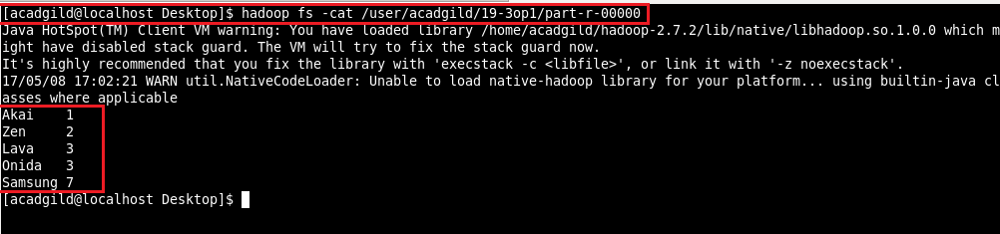 [acadgild@localhost Desktop]$ hadoop fs -cat /user/acadgild/19-3op1/part-r-00000
Java HotSpot(TM) Client VM warning: You have loaded library /home/acadgild/hadoop-2.7.2/lib/native/libhadoop.so.1.0.0 which m
ight have disabled stack guard. The VM will try to fix the stack guard now.
It's highly recommended that you fix the library with 'execstack -c <libfile>', or link it with '-z noexecstack'.
17/05/08 17:02:21 WARN util.NativeCodeLoader: Unable to load native-hadoop library for your platform... using builtin-java cl
asses where applicable
Akai    1
Zen     2
Lava    3
Onida   3
Samsung 7
[acadgild@localhost Desktop]$